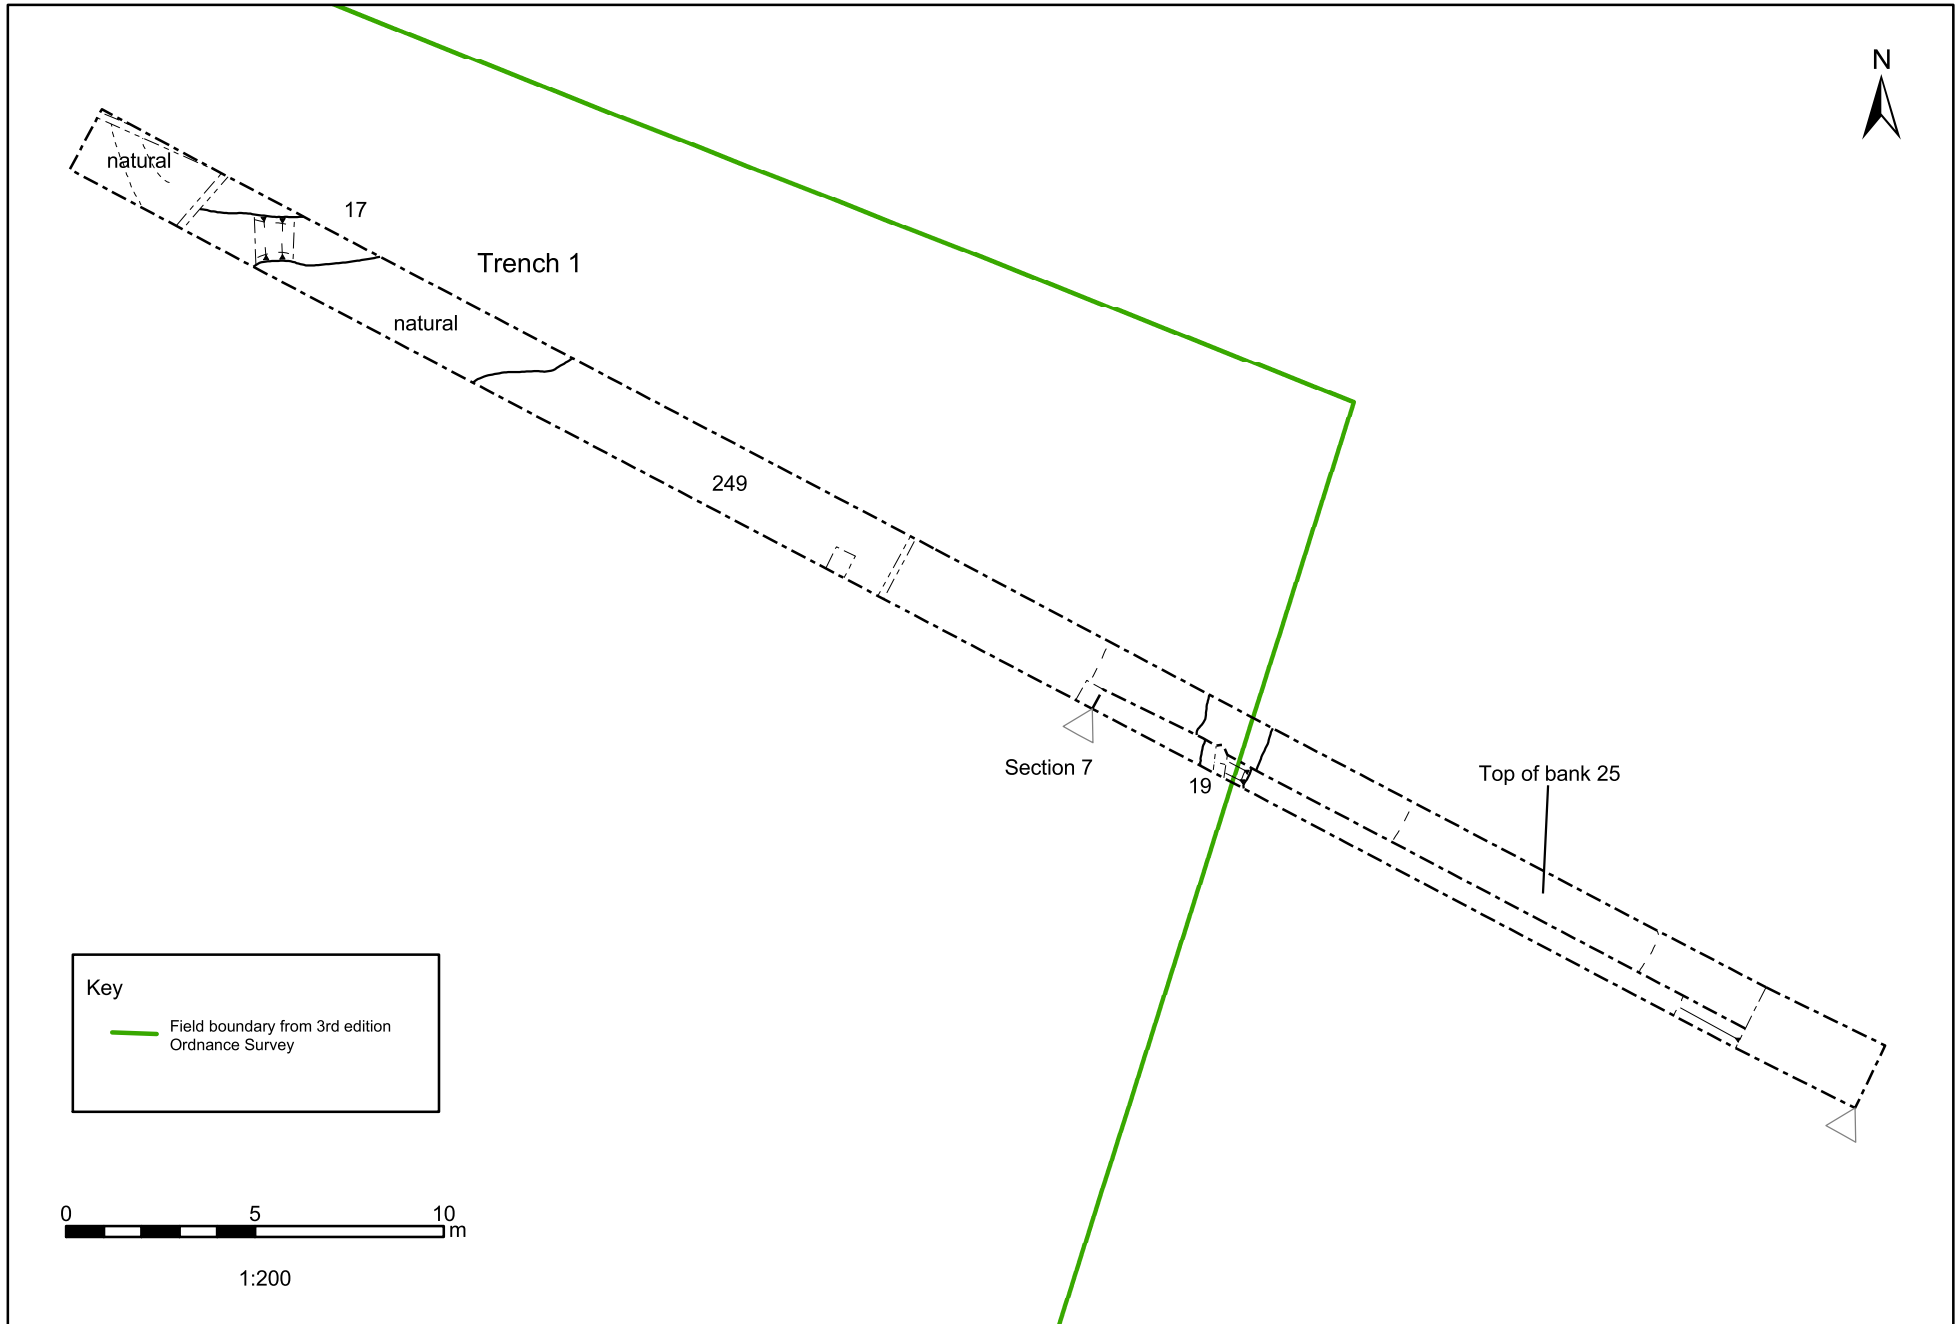 N
natural
17
Trench 1
natural
249
Section 7
19
Top of bank 25
Key
Field boundary from 3rd edition
Ordnance Survey
0 5 10
m
1:200